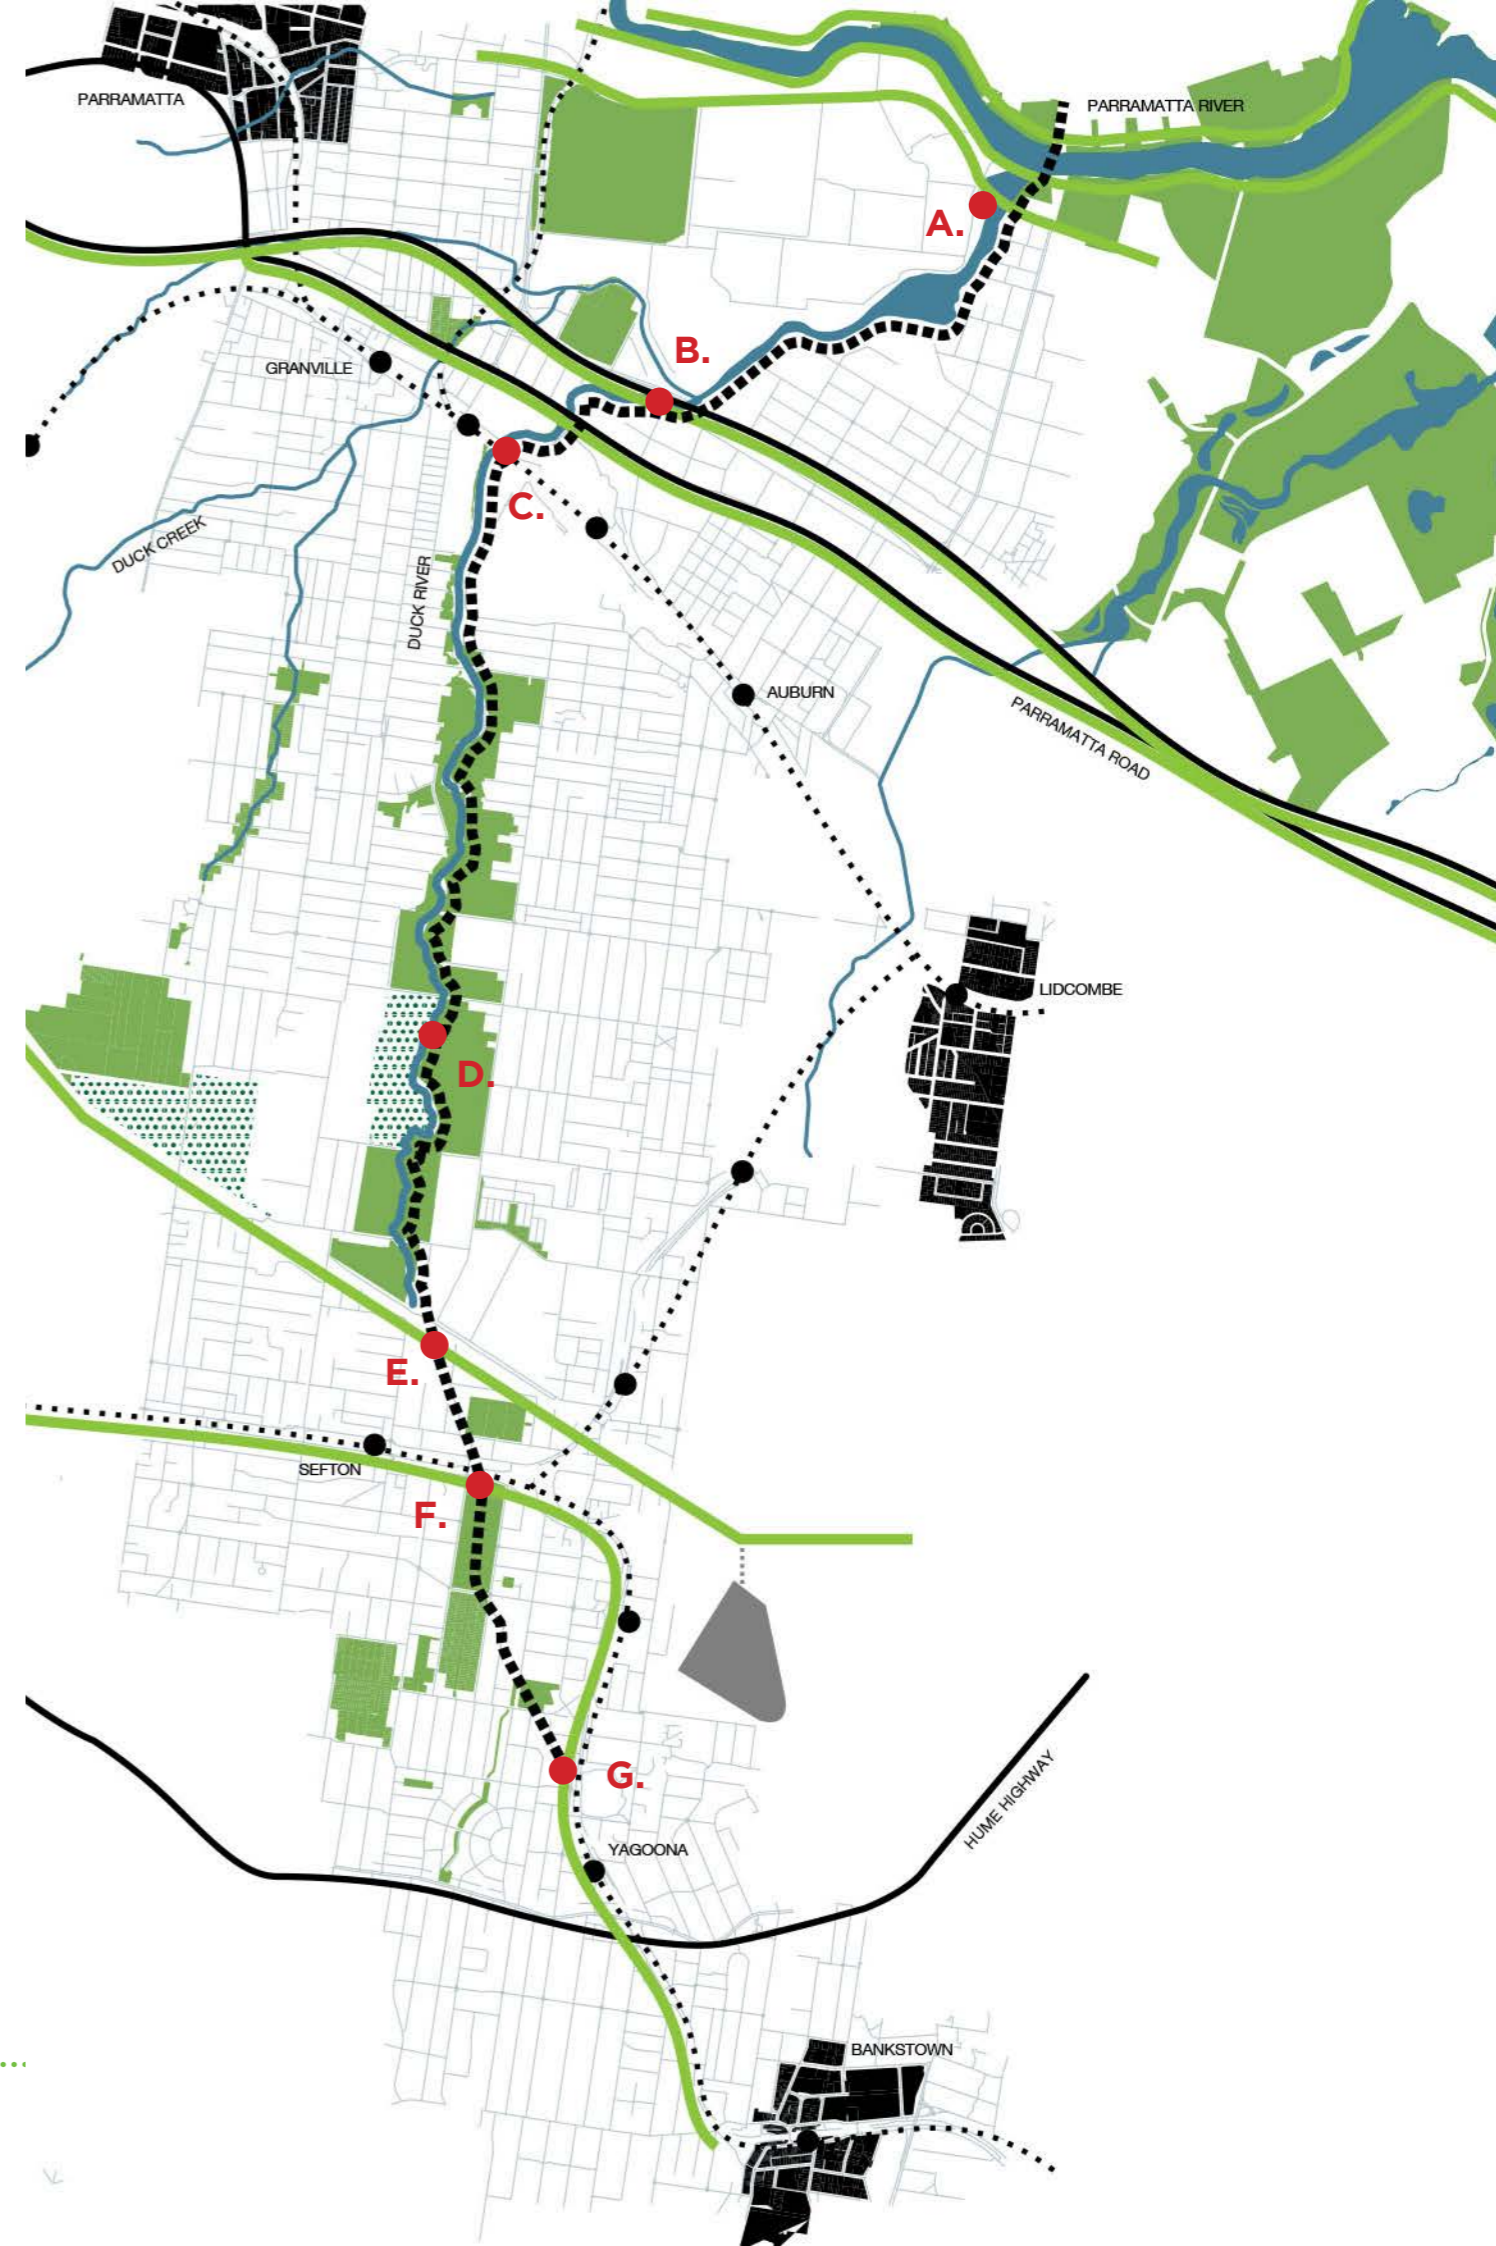 PARRAMATTA
PARRAMATTA RIVER
A.
B.
GRANVILLE
C.
DUCK CREEK
DUCK RIVER
AUBURN
PARRAMATTA ROAD
LIDCOMBE
D.
E.
SEFTON
F.
G.
HUME HIGHWAY
YAGOONA
BANKSTOWN